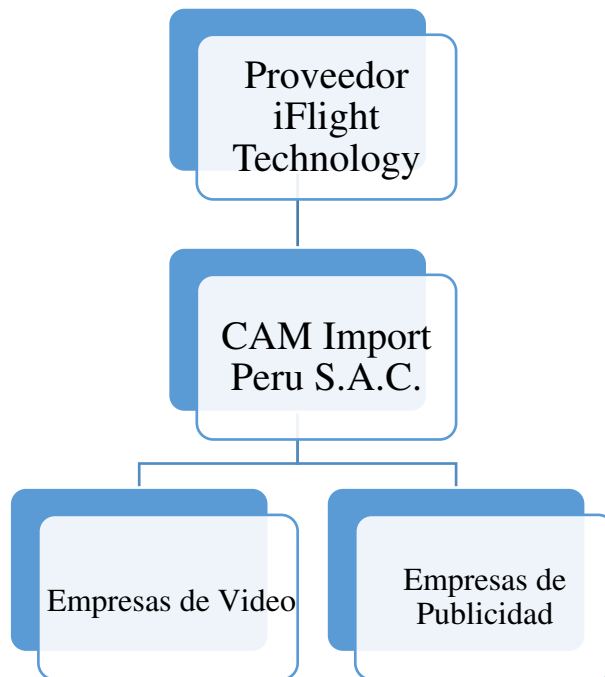 Proveedor
iFlight
Technology
CAM Import
Peru S.A.C.
Empresas de Video
Empresas de
Publicidad